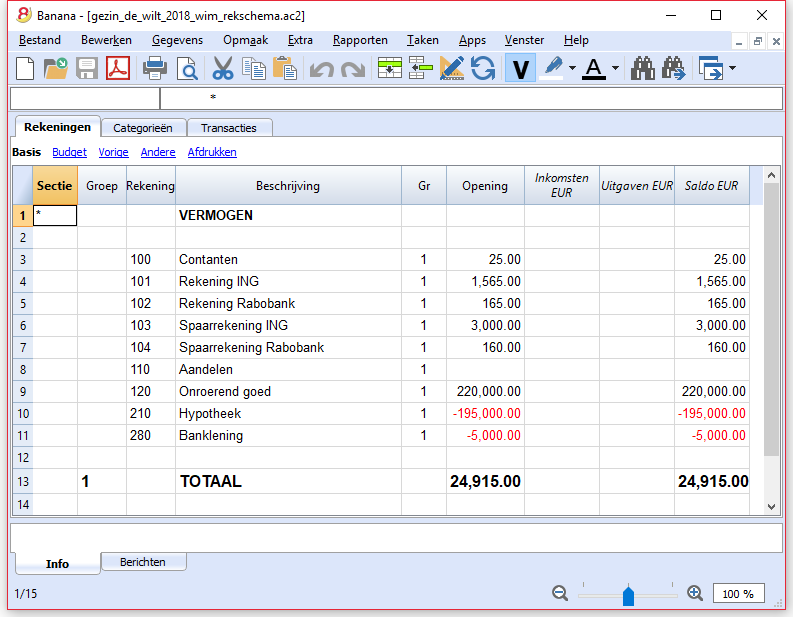 Banana - [gezin_de_wilt_2018_wim_rekschema.ac2]
Bestand Bewerken Gegevens Opmaak Extra Rapporten Taken Apps Venster Help
V A
*
Rekeningen Categorieën Transacties
Basis Budget Vorige Andere Afdrukken
Sectie Groep Rekening Beschrijving Gr Opening Inkomsten EUR Uitgaven EUR Saldo EUR
1 * VERMOGEN
2
3 100 Contanten 1 25.00 25.00
4 101 Rekening ING 1 1,565.00 1,565.00
5 102 Rekening Rabobank 1 165.00 165.00
6 103 Spaarrekening ING 1 3,000.00 3,000.00
7 104 Spaarrekening Rabobank 1 160.00 160.00
8 110 Aandelen 1
9 120 Onroerend goed 1 220,000.00 220,000.00
10 210 Hypotheek 1 -195,000.00 -195,000.00
11 280 Banklening 1 -5,000.00 -5,000.00
12
13 1 TOTAAL 24,915.00 24,915.00
14
Info Berichten
1/15 100 %